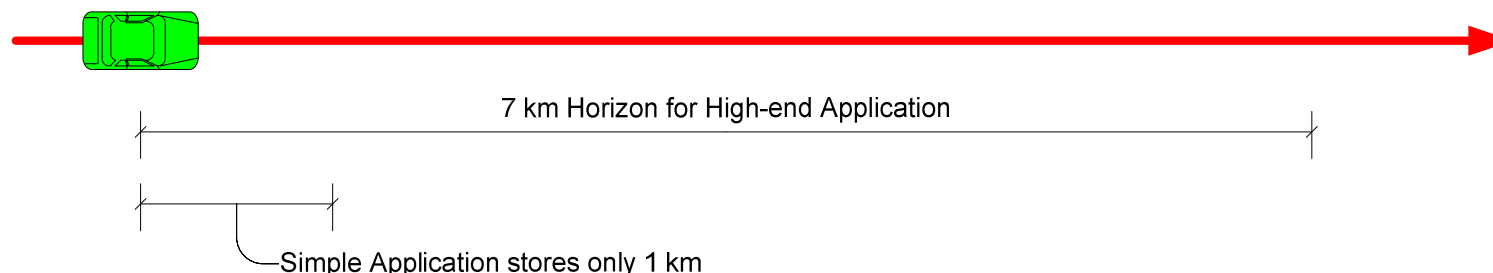 7 km Horizon for High-end Application
Simple Application stores only 1 km